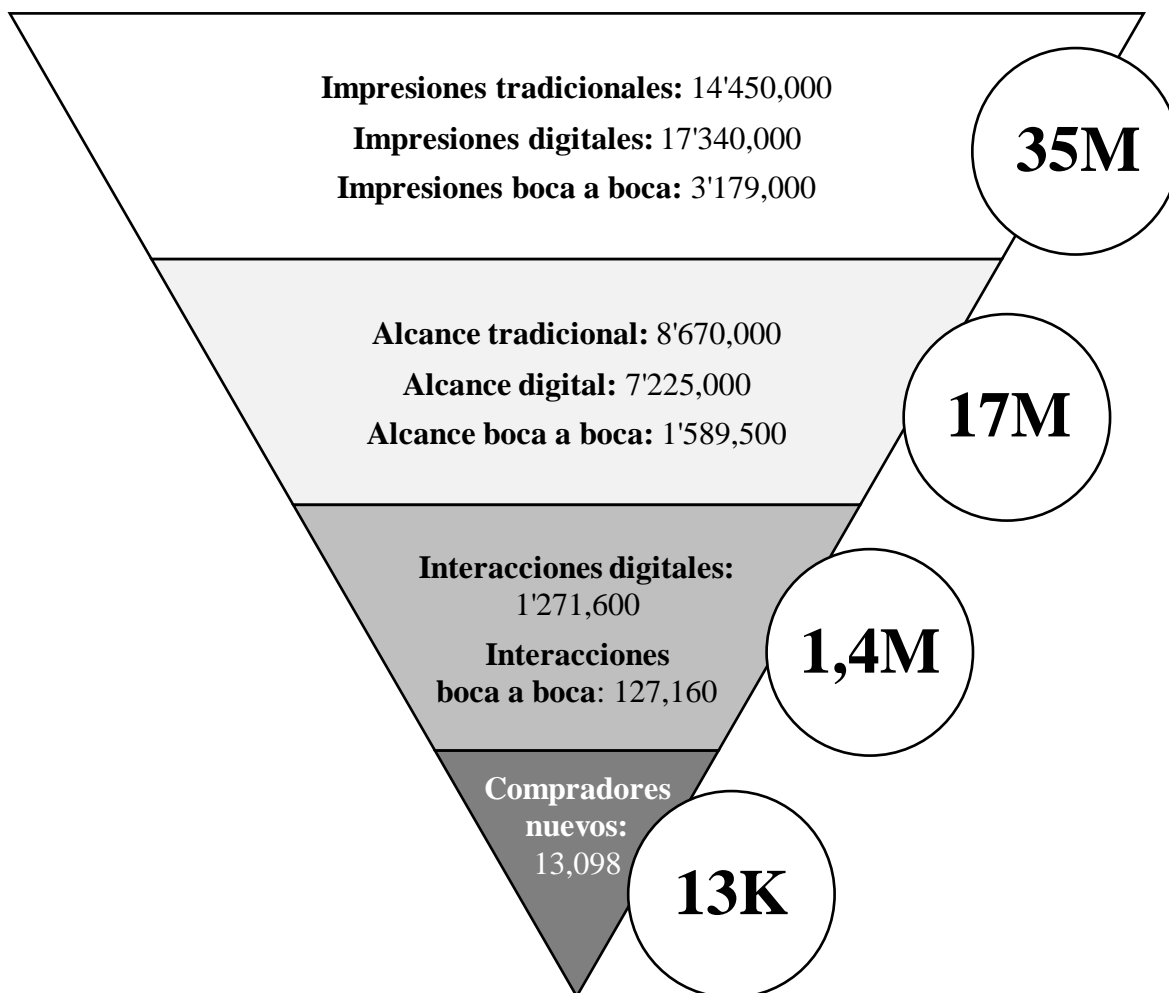 Impresiones tradicionales: 14'450,000
Impresiones digitales: 17'340,000
Impresiones boca a boca: 3'179,000
35M
Alcance tradicional: 8'670,000
Alcance digital: 7'225,000
Alcance boca a boca: 1'589,500
17M
Interacciones digitales:
1'271,600
Interacciones
boca a boca: 127,160
1,4M
Compradores
nuevos:
13,098
13K